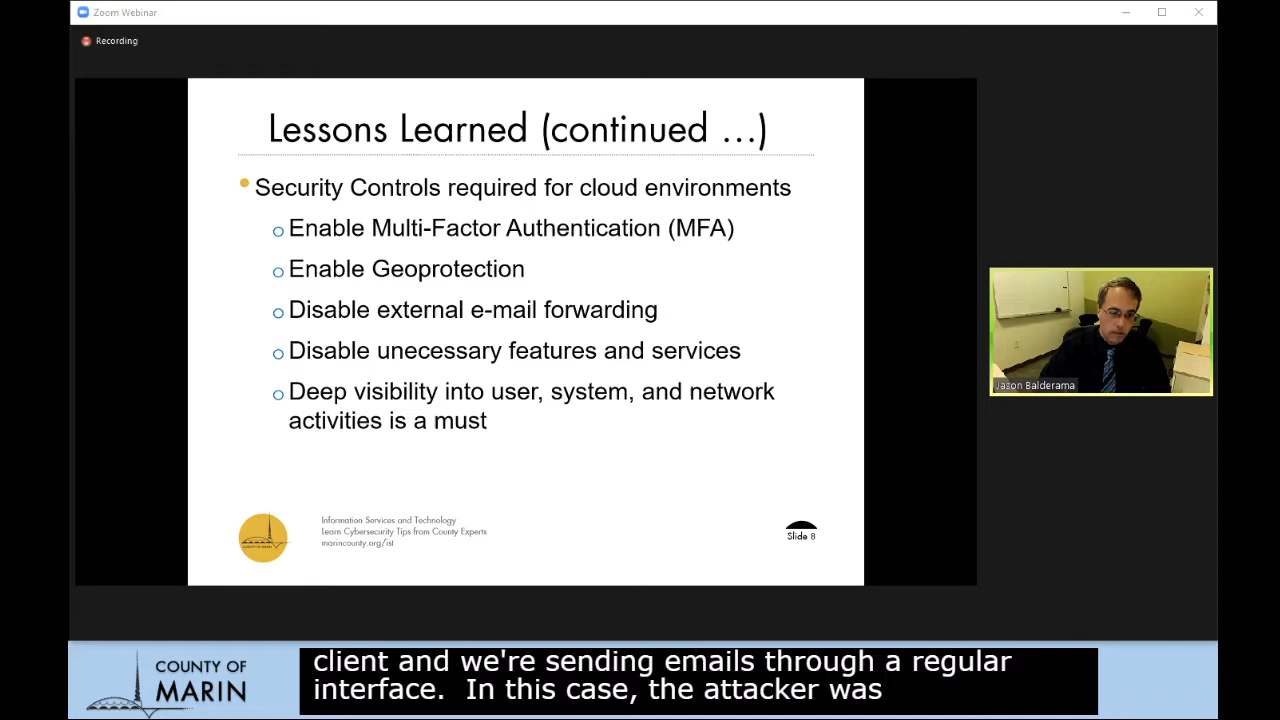 Zoom Webinar
Recording
Lessons Learned (continued ...)
Security Controls required for cloud environments
Enable Multi-Factor Authentication (MFA)
Enable Geoprotection
Disable external e-mail forwarding
Disable unecessary features and services
Deep visibility into user, system, and network
activities is a must
Jason Balderama
Information Services and Technology
Learn Cybersecurity Tips from County Experts
marincounty.org/ist
Slide 8
COUNTY OF
MARIN
client and we're sending emails through a regular
interface.  In this case, the attacker was